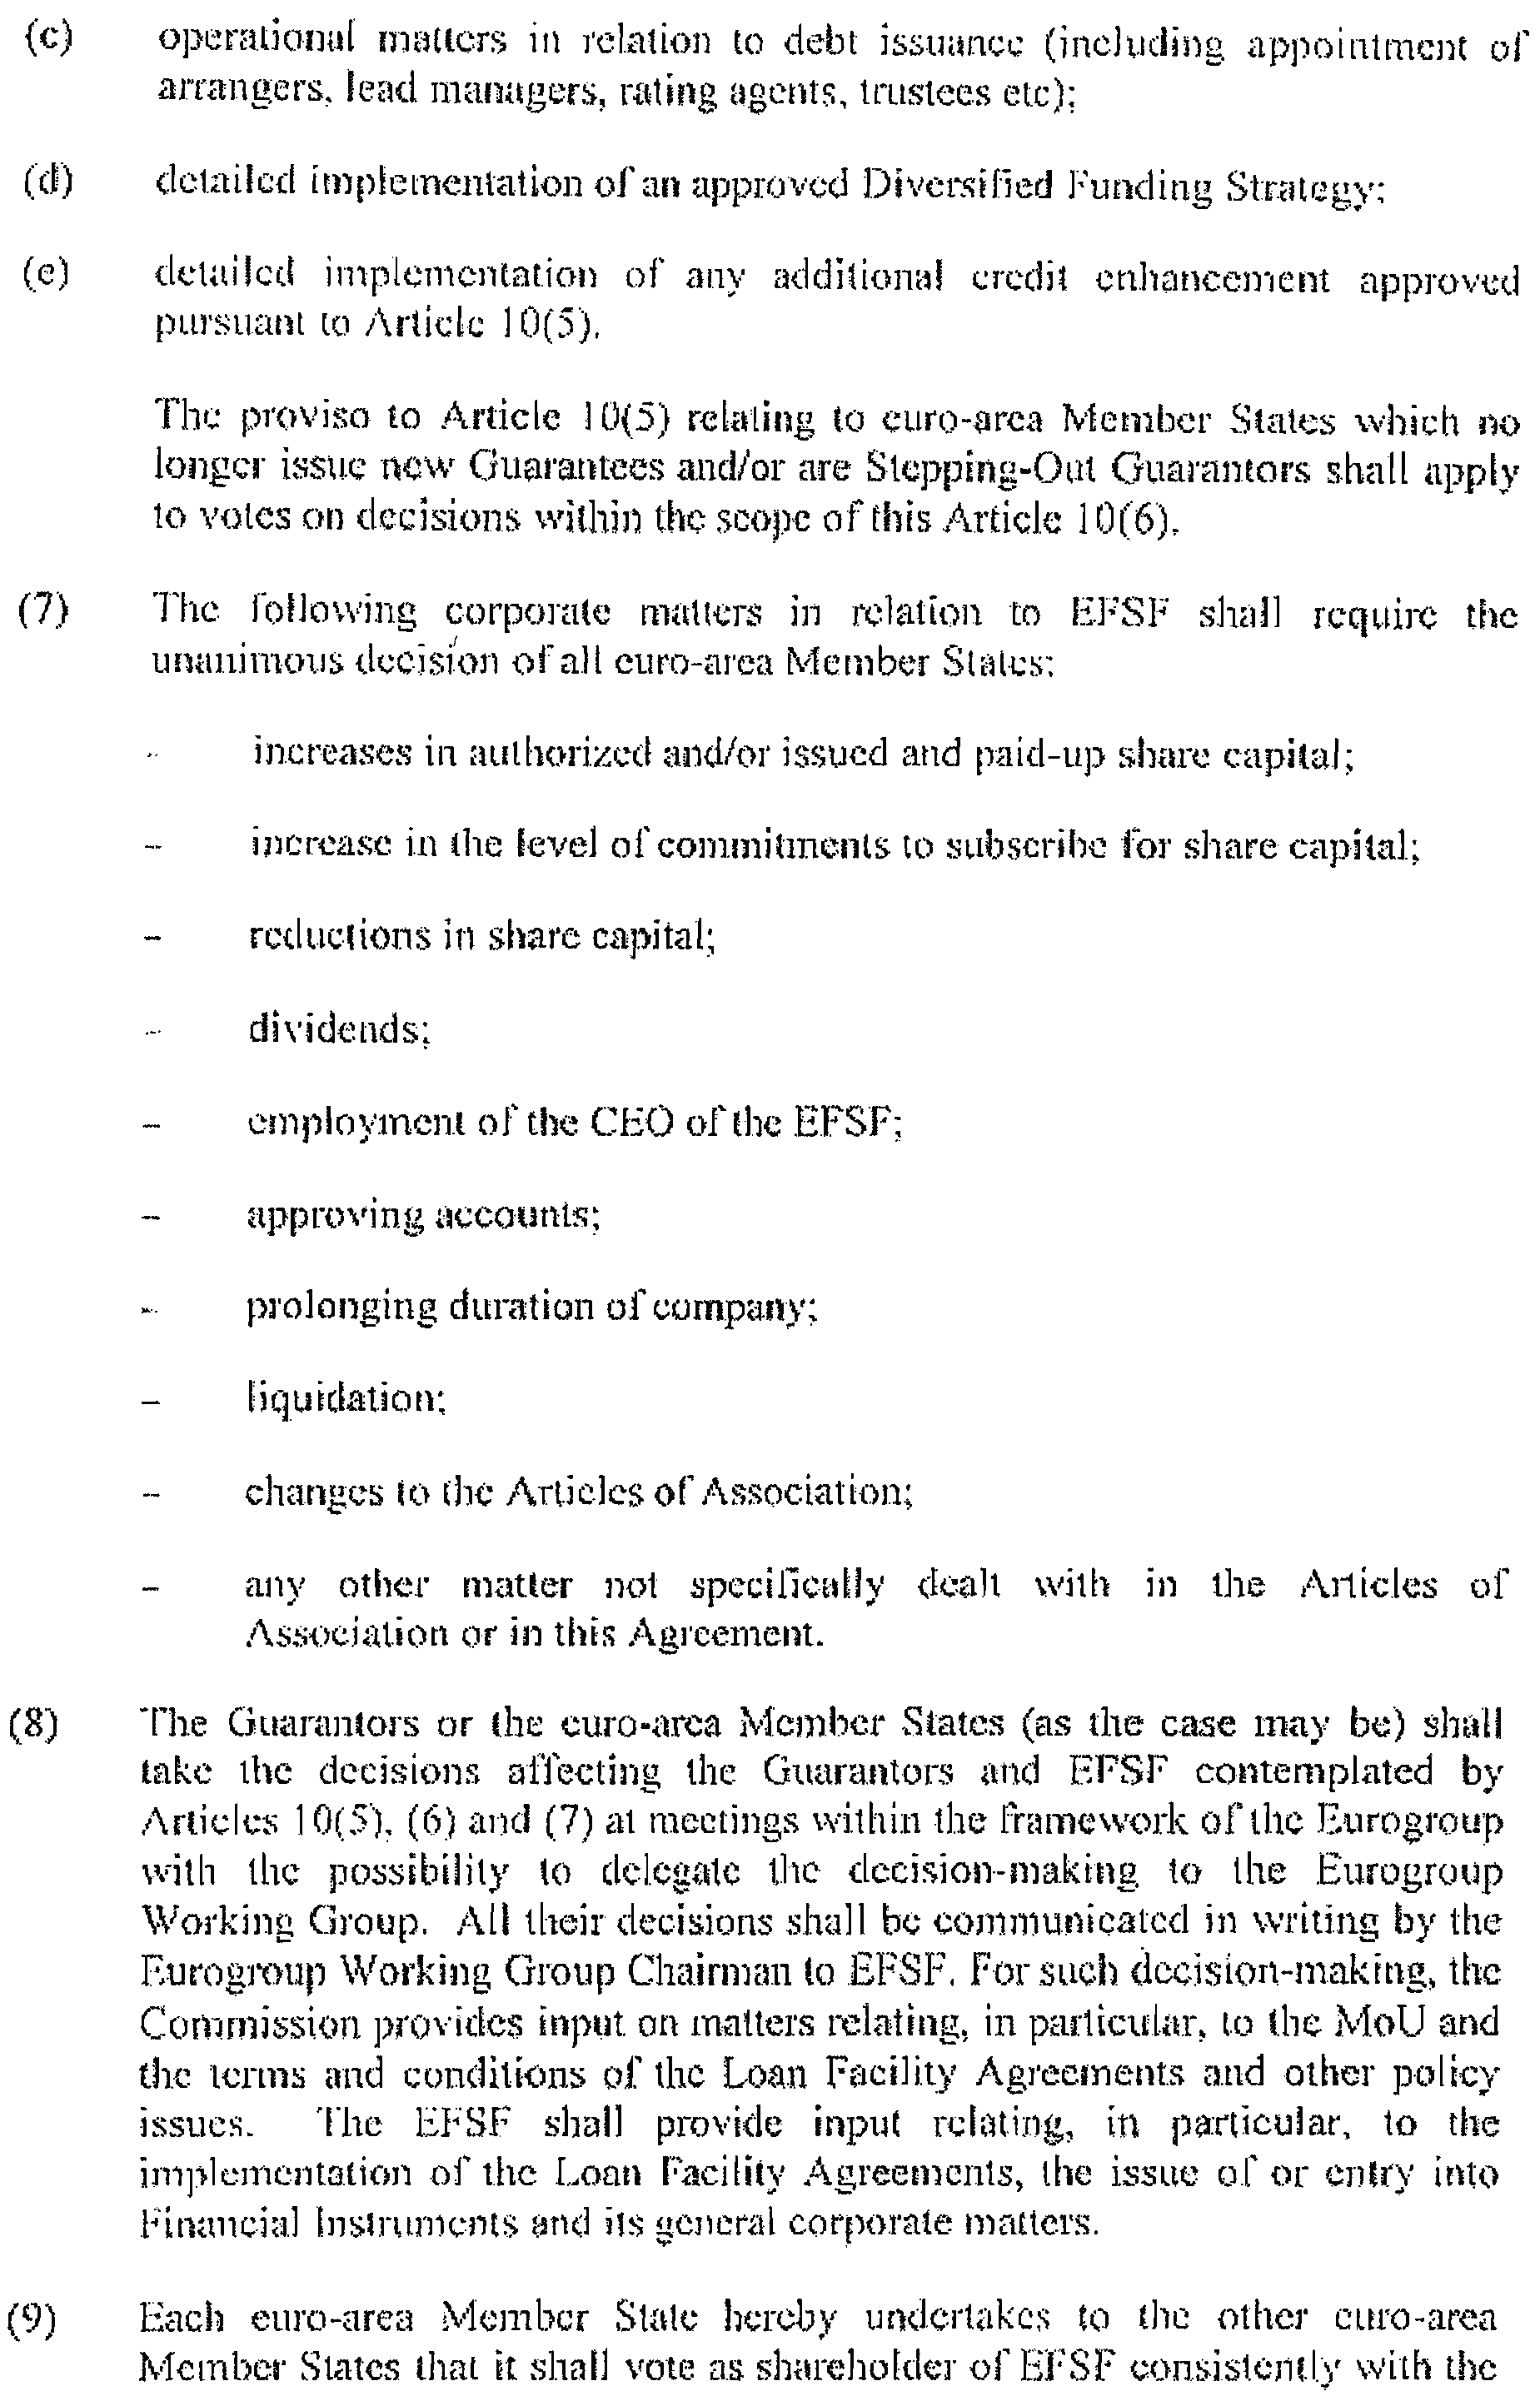 (c) operational matters in relation to debt issuance (including appointment of
arrangers, lead managers, rating agents, trustees etc);
(d) detailed implementation of an approved Diversified Funding Strategy;
(e) detailed implementation of any additional credit enhancement approved
pursuant to Article 10(5).
The proviso to Article 10(5) relating to euro-area Member States which no
longer issue new Guarantees and/or are Stepping-Out Guarantors shall apply
to votes on decisions within the scope of this Article 10(6).
(7) The following corporate matters in relation to EFSF shall require the
unanimous decision of all euro-area Member States:
- increases in authorized and/or issued and paid-up share capital;
- increase in the level of commitments to subscribe for share capital;
- reductions in share capital;
- dividends;
- employment of the CEO of the EFSF;
- approving accounts;
- prolonging duration of company;
- liquidation;
- changes to the Articles of Association;
- any other matter not specifically dealt with in the Articles of
Association or in this Agreement.
(8) The Guarantors or the euro-area Member States (as the case may be) shall
take the decisions affecting the Guarantors and EFSF contemplated by
Articles 10(5), (6) and (7) at meetings within the framework of the Eurogroup
with the possibility to delegate the decision-making to the Eurogroup
Working Group. All their decisions shall be communicated in writing by the
Eurogroup Working Group Chairman to EFSF. For such decision-making, the
Commission provides input on matters relating, in particular, to the MoU and
the terms and conditions of the Loan Facility Agreements and other policy
issues. The EFSF shall provide input relating, in particular, to the
implementation of the Loan Facility Agreements, the issue of or entry into
Financial Instruments and its general corporate matters.
(9) Each euro-area Member State hereby undertakes to the other euro-area
Member States that it shall vote as shareholder of EFSF consistently with the